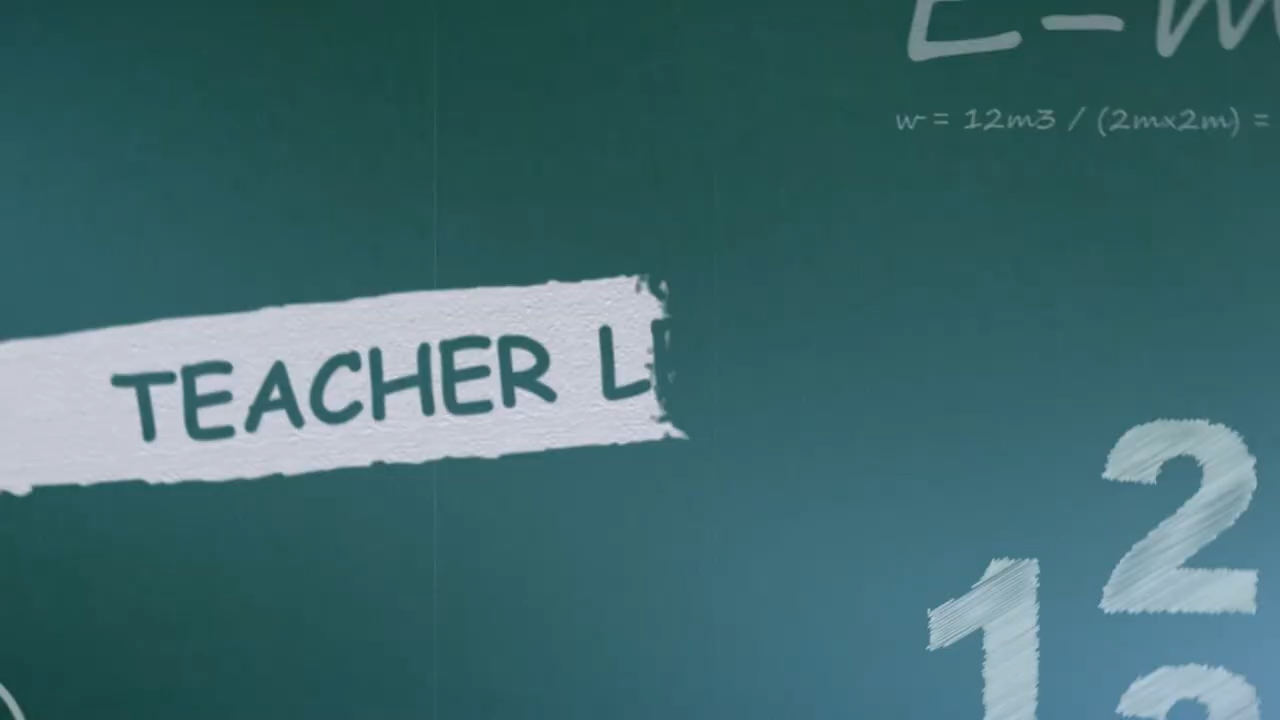 w = 12m3 / (2mx2m) =
TEACHER L
2
1